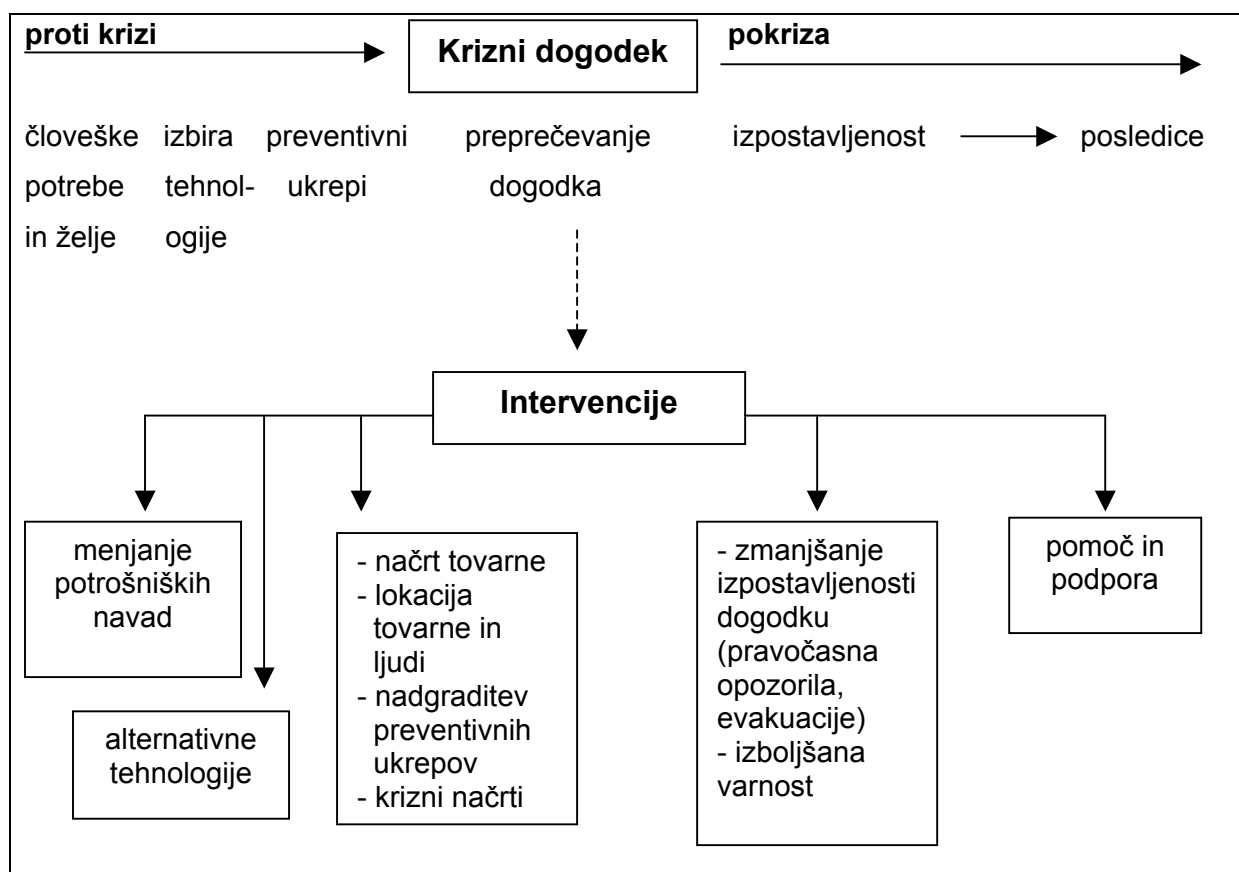 proti krizi
Krizni dogodek
pokriza
človeške izbira preventivni preprečevanje izpostavljenost posledice
potrebe tehnol- ukrepi dogodka
in želje ogije
Intervencije
menjanje
potrošniških
navad
alternativne
tehnologije
- načrt tovarne
- lokacija
tovarne in
ljudi
- nadgraditev
preventivnih
ukrepov
- krizni načrti
- zmanjšanje
izpostavljenosti
dogodku
(pravočasna
opozorila,
evakuacije)
- izboljšana
varnost
pomoč in
podpora